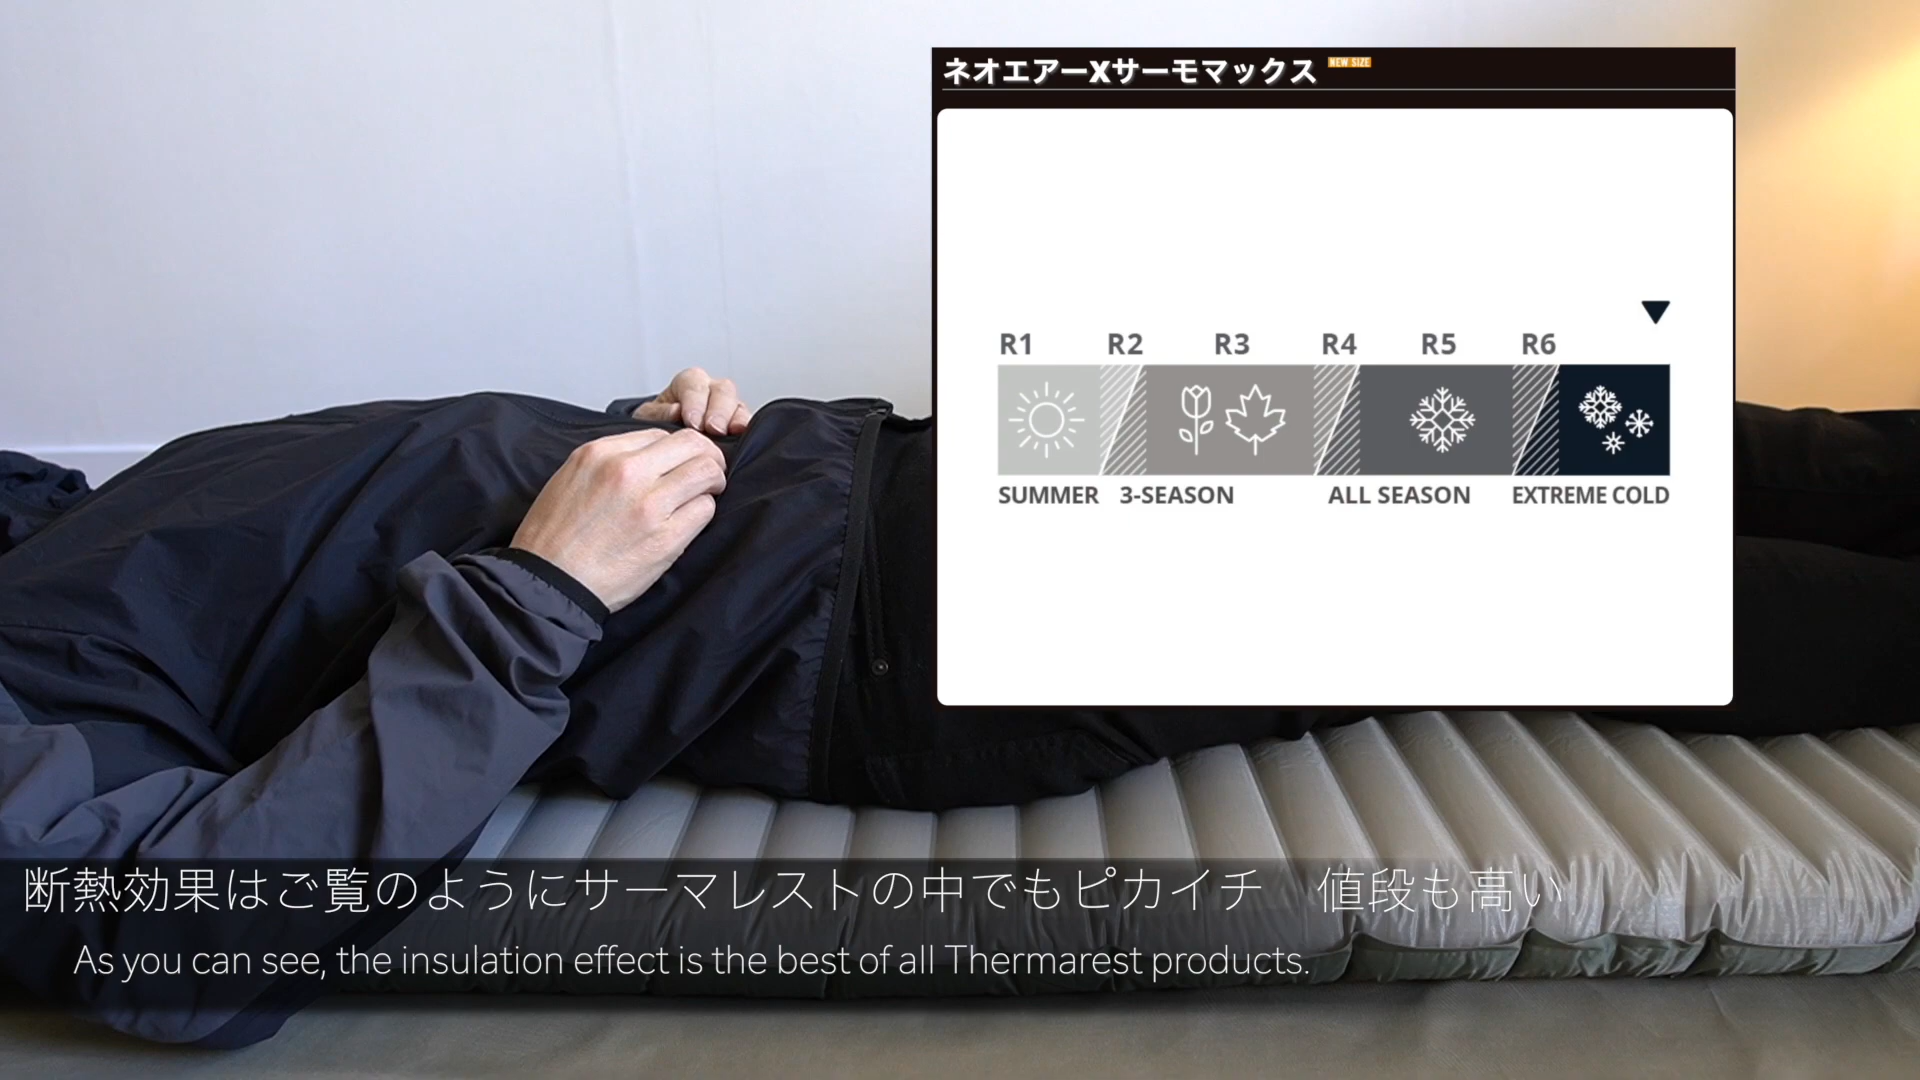 ネオエアーXサーモマックス NEW SIZE
R1 R2 R3 R4 R5 R6
SUMMER 3-SEASON ALL SEASON EXTREME COLD
断熱効果はご覧のようにサーマレストの中でもピカイチ　値段も高い
As you can see, the insulation effect is the best of all Thermarest products.